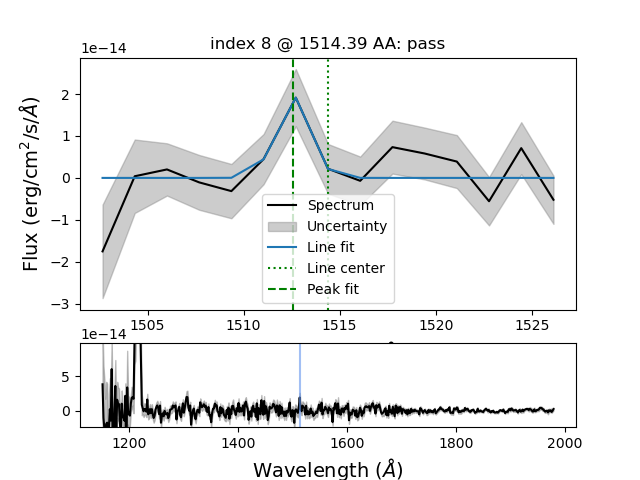 index 8 @ 1514.39 AA: pass
1e−14
Flux (erg/cm²/s/Å)
2
1
0
−1
−2
−3
Spectrum
Uncertainty
Line fit
Line center
Peak fit
1505 1510 1515 1520 1525
1e−14
5
0
1200 1400 1600 1800 2000
Wavelength (Å)